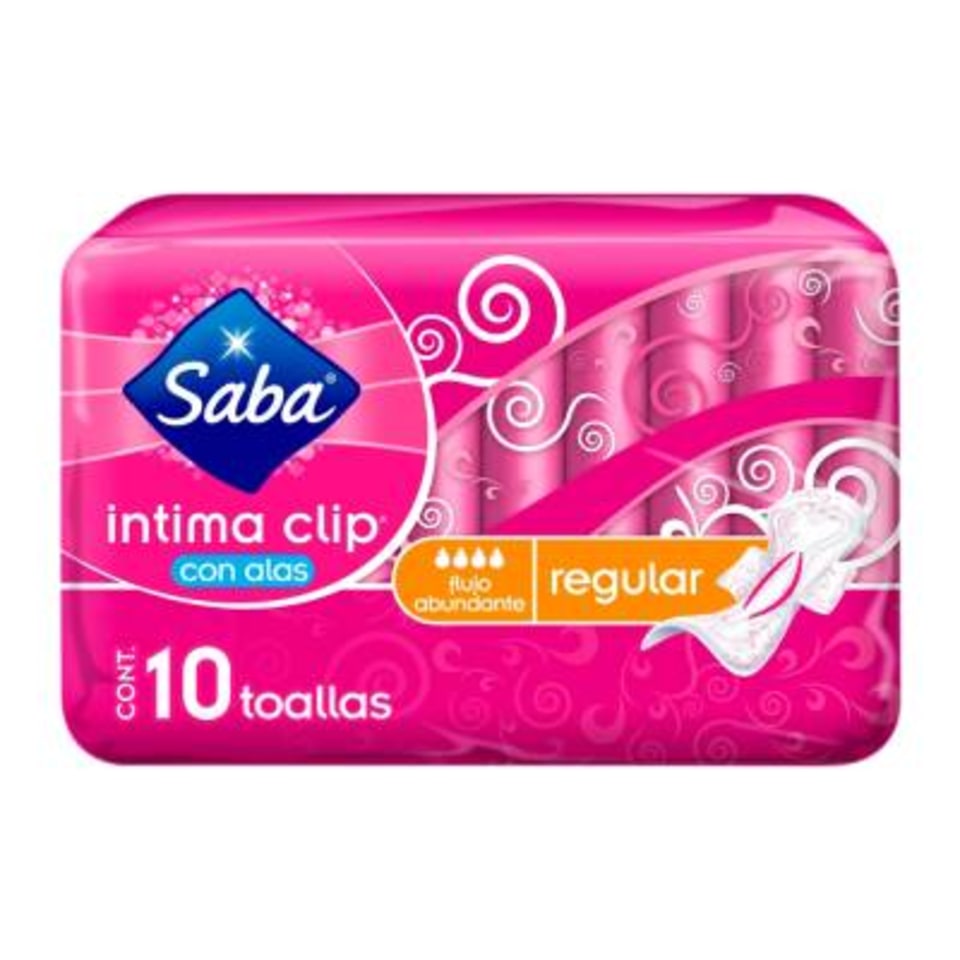 Saba®
intima clip®
con alas
flujo
abundante
regular
CONT. 10 toallas